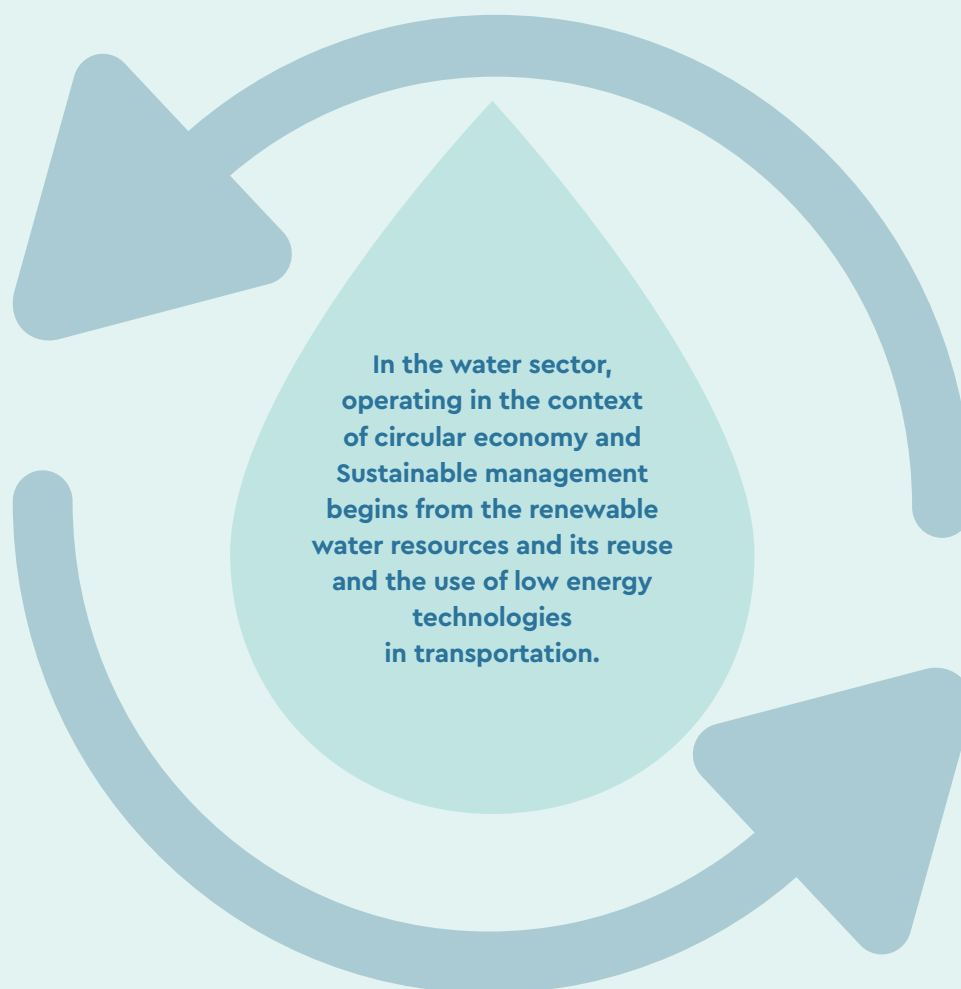 In the water sector,
operating in the context
of circular economy and
Sustainable management
begins from the renewable
water resources and its reuse
and the use of low energy
technologies
in transportation.